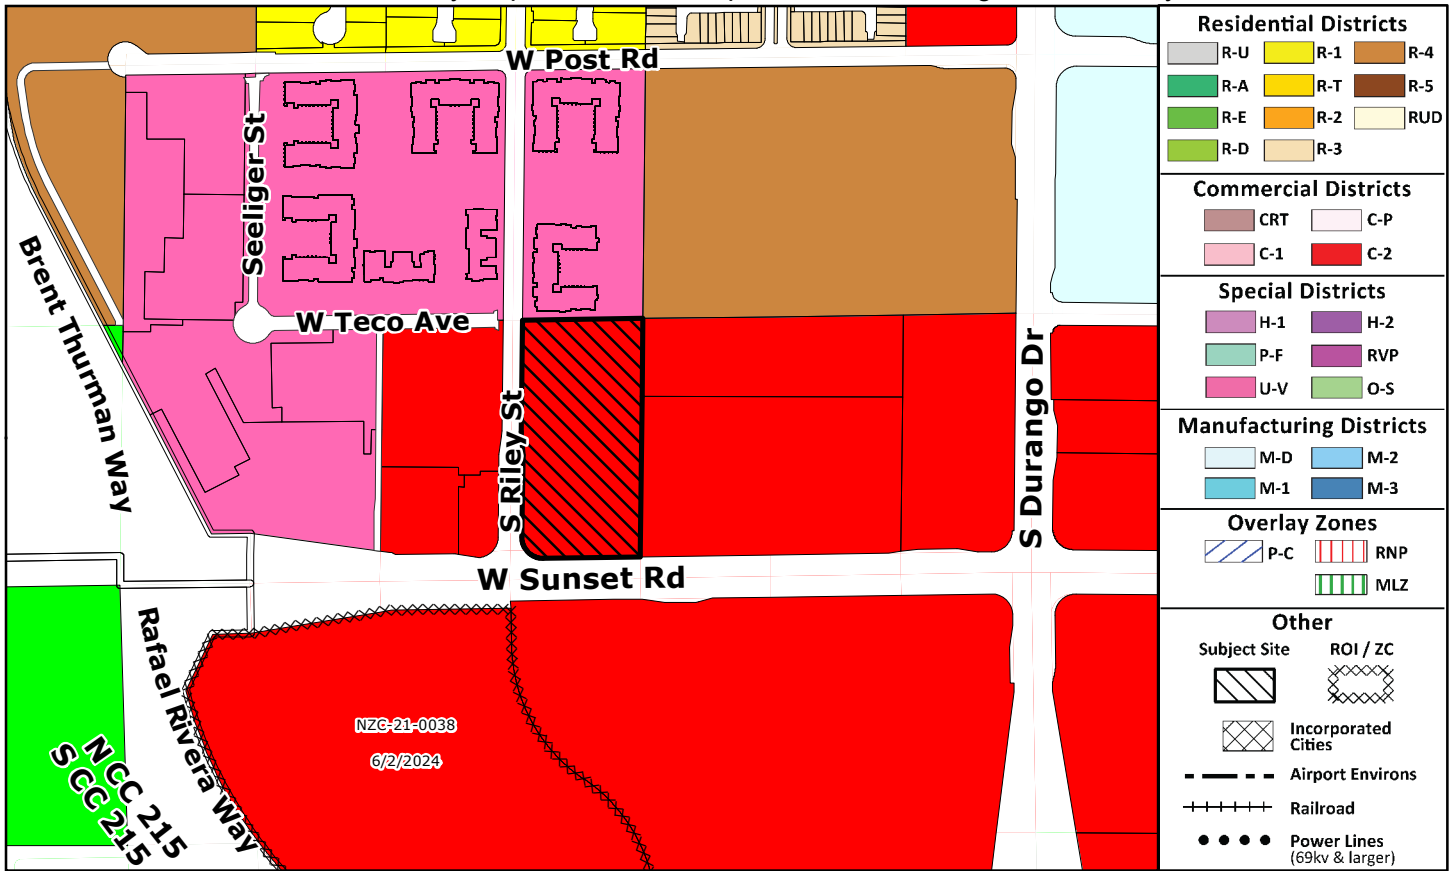 W Post Rd
Seeliger St
Brent Thurman Way
W Teco Ave
S Riley St
S Durango Dr
W Sunset Rd
Rafael Rivera Way
N CC 215
S CC 215
NZC-21-0038
6/2/2024
Residential Districts
R-U R-1 R-4
R-A R-T R-5
R-E R-2 RUD
R-D R-3
Commercial Districts
CRT C-P
C-1 C-2
Special Districts
H-1 H-2
P-F RVP
U-V O-S
Manufacturing Districts
M-D M-2
M-1 M-3
Overlay Zones
P-C RNP
MLZ
Other
Subject Site ROI / ZC
Incorporated
Cities
Airport Environs
Railroad
Power Lines
(69kv & larger)